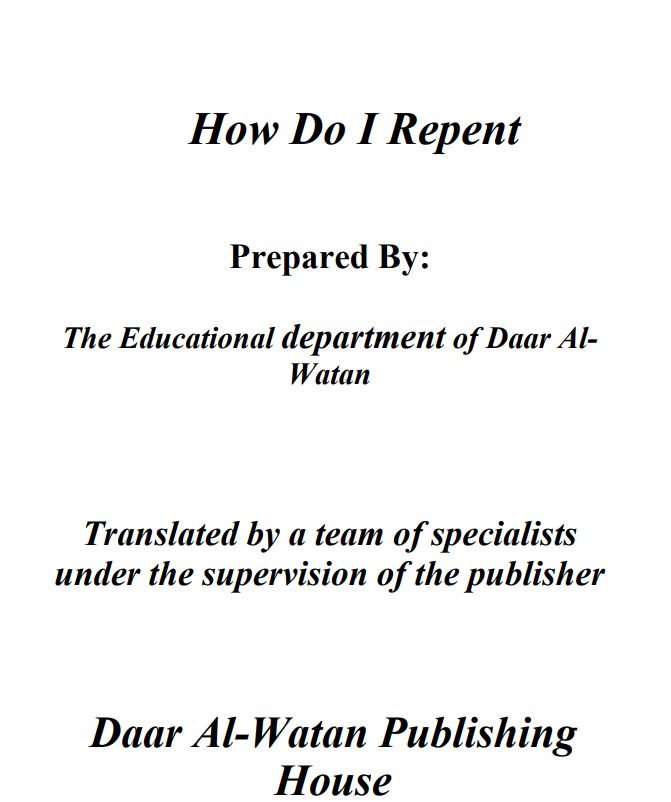 How Do I Repent
Prepared By:
The Educational department of Daar Al-
Watan
Translated by a team of specialists
under the supervision of the publisher
Daar Al-Watan Publishing
House